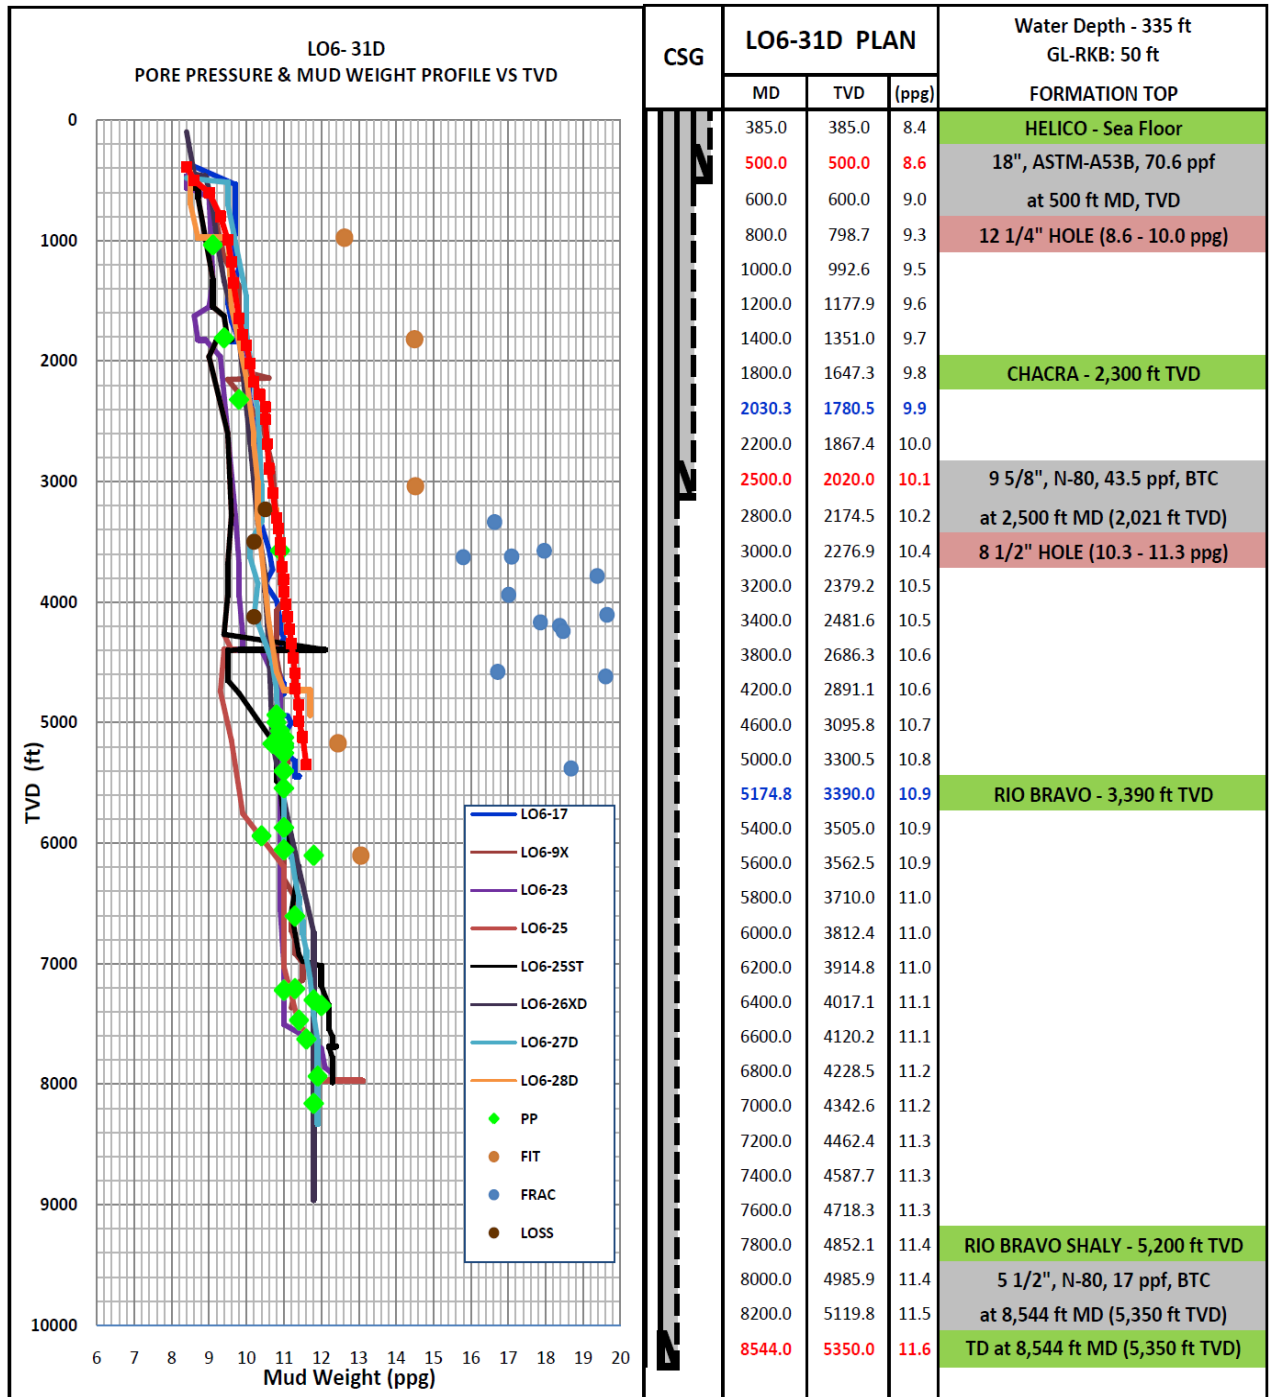 LO6- 31D
PORE PRESSURE & MUD WEIGHT PROFILE VS TVD
0
1000
2000
3000
4000
5000
6000
7000
8000
9000
10000
TVD (ft)
6 7 8 9 10 11 12 13 14 15 16 17 18 19 20
Mud Weight (ppg)
LO6-17
LO6-9X
LO6-23
LO6-25
LO6-25ST
LO6-26XD
LO6-27D
LO6-28D
PP
FIT
FRAC
LOSS
CSG
LO6-31D PLAN
Water Depth - 335 ft
GL-RKB: 50 ft
MD TVD (ppg) FORMATION TOP
385.0 385.0 8.4 HELICO - Sea Floor
500.0 500.0 8.6 18", ASTM-A53B, 70.6 ppf
600.0 600.0 9.0 at 500 ft MD, TVD
800.0 798.7 9.3 12 1/4" HOLE (8.6 - 10.0 ppg)
1000.0 992.6 9.5
1200.0 1177.9 9.6
1400.0 1351.0 9.7
1800.0 1647.3 9.8 CHACRA - 2,300 ft TVD
2030.3 1780.5 9.9
2200.0 1867.4 10.0
2500.0 2020.0 10.1 9 5/8", N-80, 43.5 ppf, BTC
2800.0 2174.5 10.2 at 2,500 ft MD (2,021 ft TVD)
3000.0 2276.9 10.4 8 1/2" HOLE (10.3 - 11.3 ppg)
3200.0 2379.2 10.5
3400.0 2481.6 10.5
3800.0 2686.3 10.6
4200.0 2891.1 10.6
4600.0 3095.8 10.7
5000.0 3300.5 10.8
5174.8 3390.0 10.9 RIO BRAVO - 3,390 ft TVD
5400.0 3505.0 10.9
5600.0 3562.5 10.9
5800.0 3710.0 11.0
6000.0 3812.4 11.0
6200.0 3914.8 11.0
6400.0 4017.1 11.1
6600.0 4120.2 11.1
6800.0 4228.5 11.2
7000.0 4342.6 11.2
7200.0 4462.4 11.3
7400.0 4587.7 11.3
7600.0 4718.3 11.3
7800.0 4852.1 11.4 RIO BRAVO SHALY - 5,200 ft TVD
8000.0 4985.9 11.4 5 1/2", N-80, 17 ppf, BTC
8200.0 5119.8 11.5 at 8,544 ft MD (5,350 ft TVD)
8544.0 5350.0 11.6 TD at 8,544 ft MD (5,350 ft TVD)